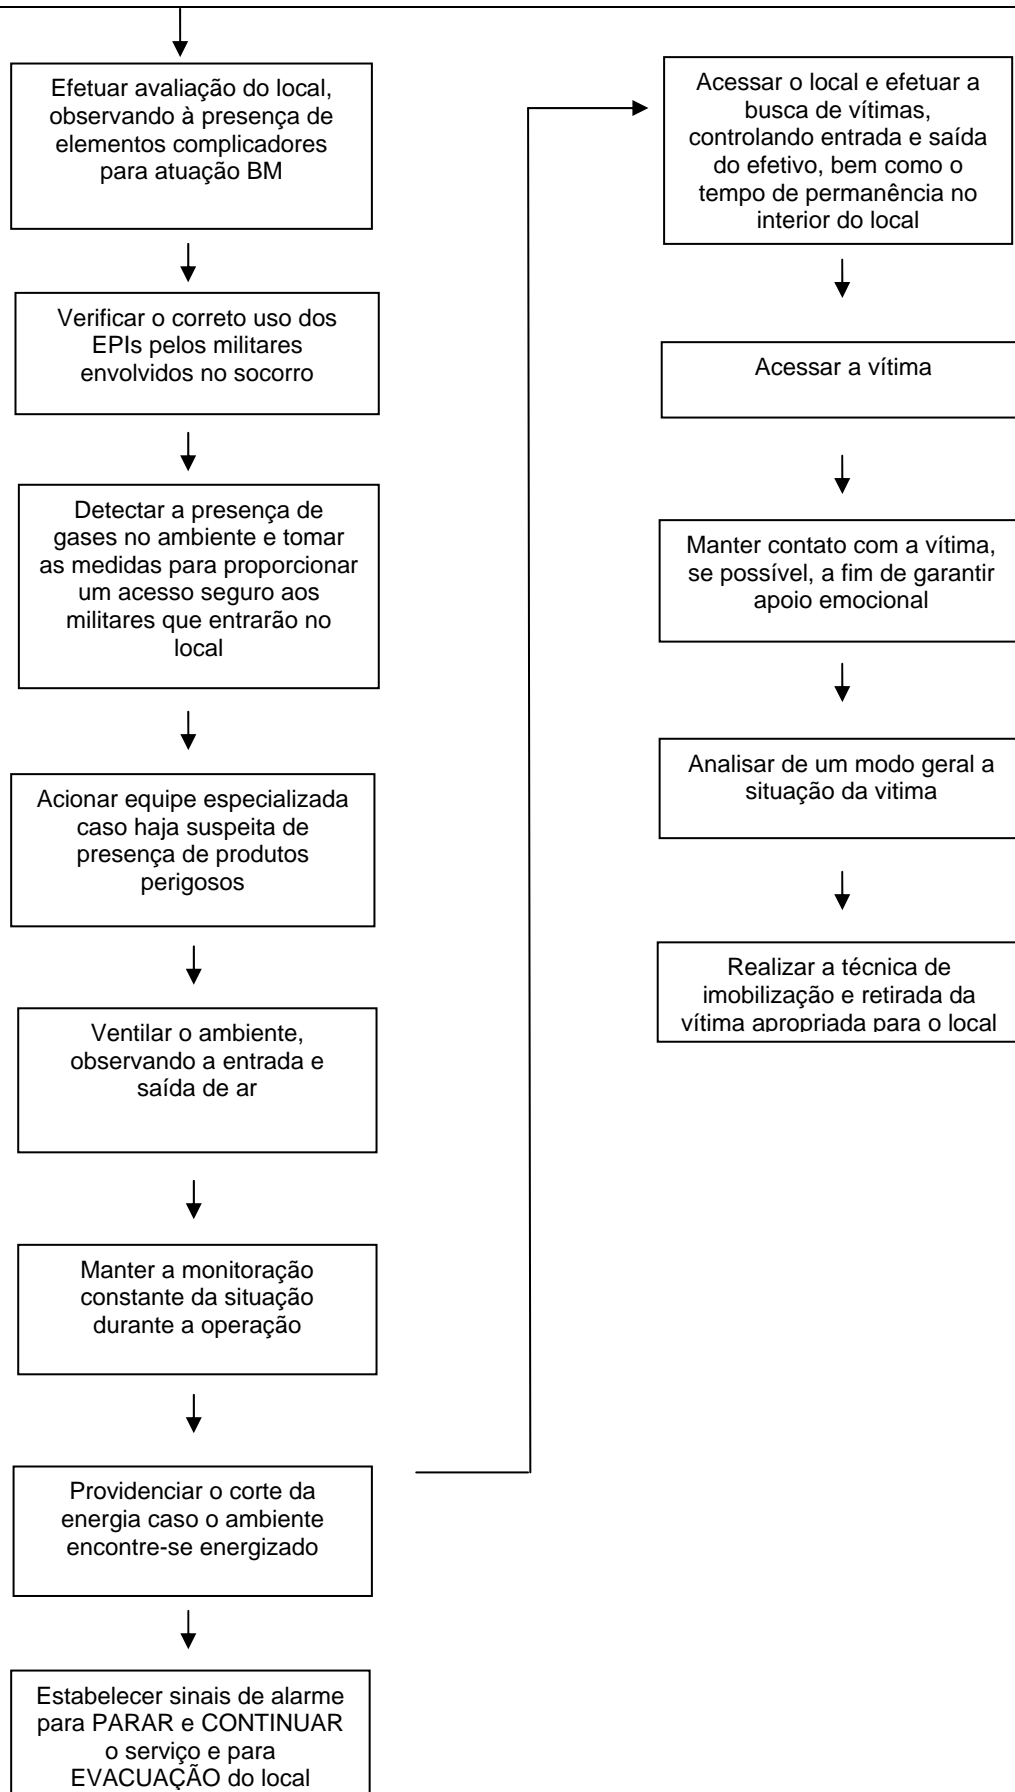 Efetuar avaliação do local,
observando à presença de
elementos complicadores
para atuação BM
Verificar o correto uso dos
EPIs pelos militares
envolvidos no socorro
Detectar a presença de
gases no ambiente e tomar
as medidas para proporcionar
um acesso seguro aos
militares que entrarão no
local
Acionar equipe especializada
caso haja suspeita de
presença de produtos
perigosos
Ventilar o ambiente,
observando a entrada e
saída de ar
Manter a monitoração
constante da situação
durante a operação
Providenciar o corte da
energia caso o ambiente
encontre-se energizado
Estabelecer sinais de alarme
para PARAR e CONTINUAR
o serviço e para
EVACUAÇÃO do local
Acessar o local e efetuar a
busca de vítimas,
controlando entrada e saída
do efetivo, bem como o
tempo de permanência no
interior do local
Acessar a vítima
Manter contato com a vítima,
se possível, a fim de garantir
apoio emocional
Analisar de um modo geral a
situação da vitima
Realizar a técnica de
imobilização e retirada da
vítima apropriada para o local